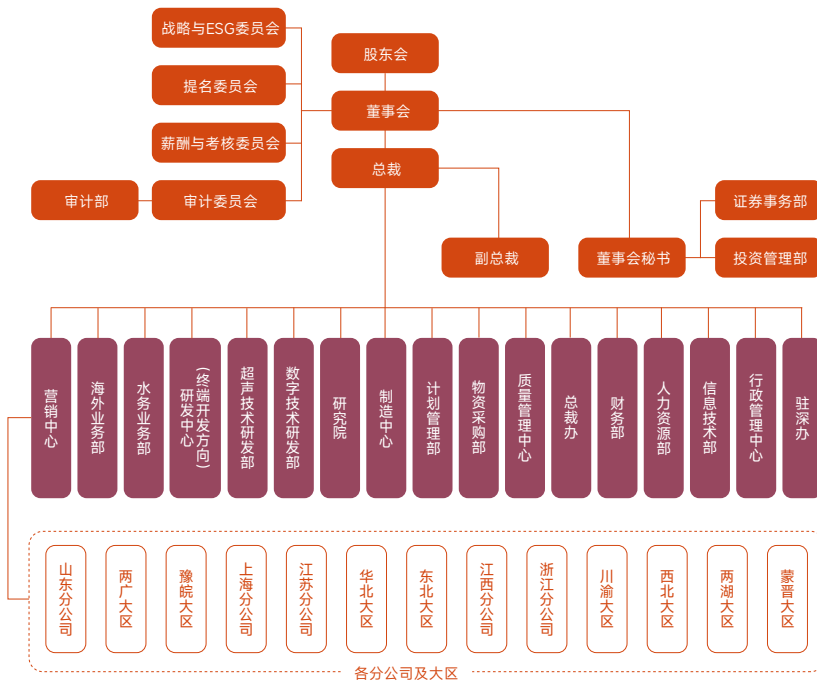 战略与ESG委员会
股东会
提名委员会
董事会
薪酬与考核委员会
总裁
审计部
审计委员会
证券事务部
副总裁
董事会秘书
投资管理部
营销中心
海外业务部
水务业务部
研发中心
(终端开发方向)
超声技术研发部
数字技术研发部
研究院
制造中心
计划管理部
物资采购部
质量管理中心
总裁办
财务部
人力资源部
信息技术部
行政管理中心
驻深办
山东分公司
两广大区
豫皖大区
上海分公司
江苏分公司
华北大区
东北大区
江西分公司
浙江分公司
川渝大区
西北大区
两湖大区
蒙晋大区
各分公司及大区